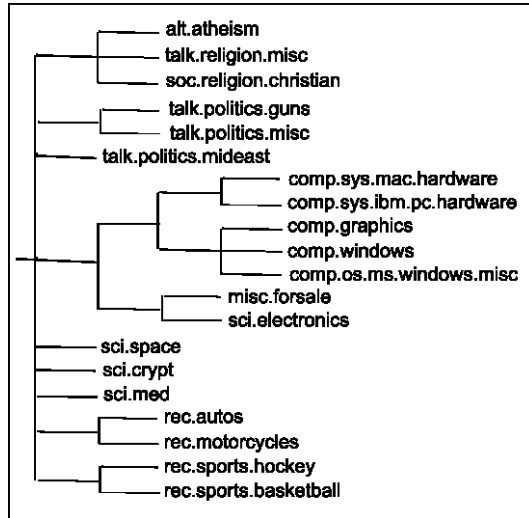 alt.atheism
talk.religion.misc
soc.religion.christian
talk.politics.guns
talk.politics.misc
talk.politics.mideast
comp.sys.mac.hardware
comp.sys.ibm.pc.hardware
comp.graphics
comp.windows
comp.os.ms.windows.misc
misc.forsale
sci.electronics
sci.space
sci.crypt
sci.med
rec.autos
rec.motorcycles
rec.sports.hockey
rec.sports.basketball